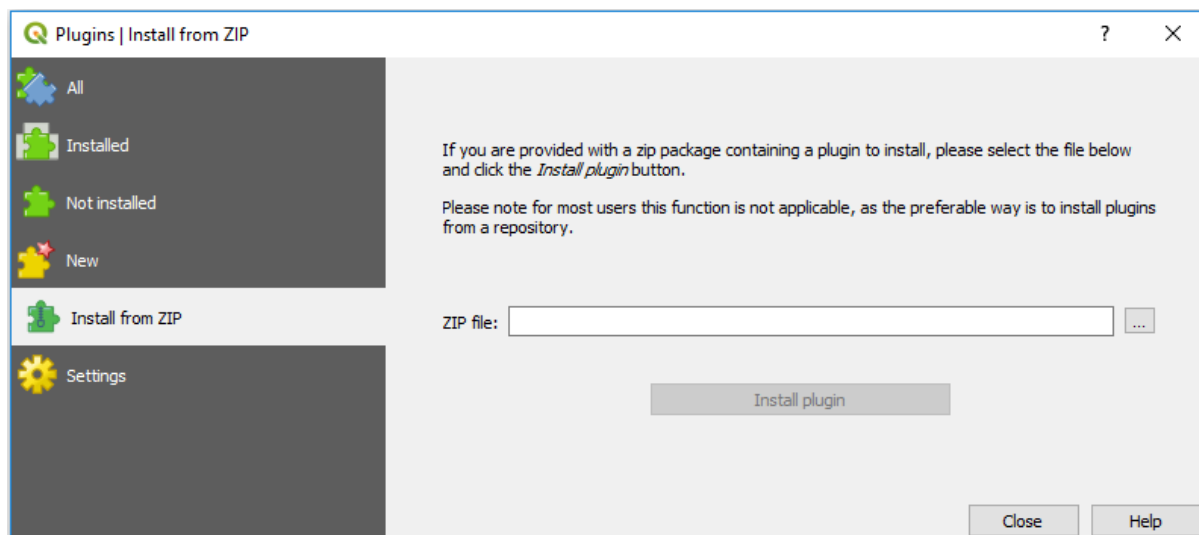 Plugins | Install from ZIP
?
All
Installed
Not installed
New
Install from ZIP
Settings
If you are provided with a zip package containing a plugin to install, please select the file below
and click the Install plugin button.
Please note for most users this function is not applicable, as the preferable way is to install plugins
from a repository.
ZIP file:
...
Install plugin
Close
Help